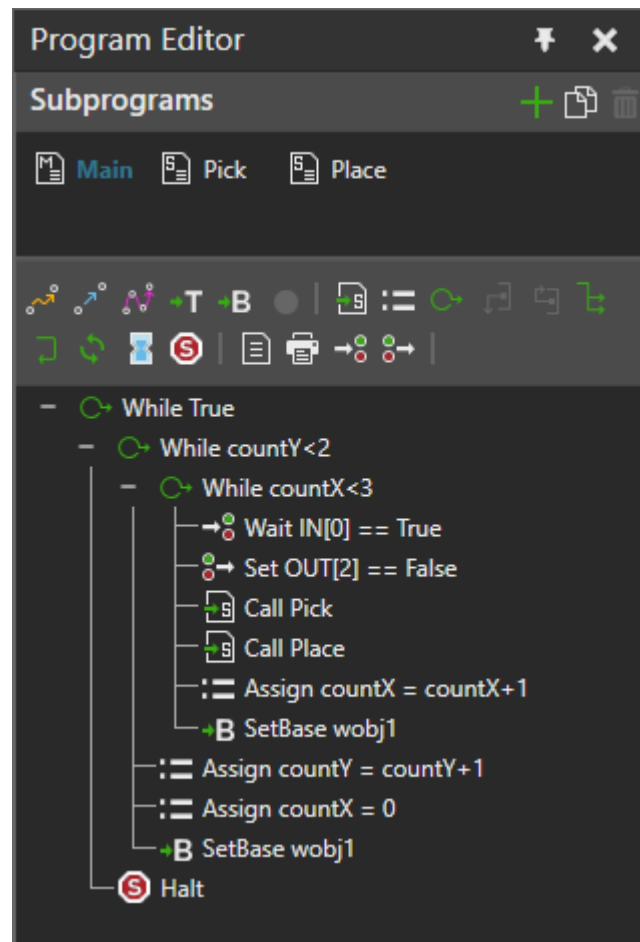 Program Editor
Subprograms
Main Pick Place
While True
While countY<2
While countX<3
Wait IN[0] == True
Set OUT[2] == False
Call Pick
Call Place
Assign countX = countX+1
SetBase wobj1
Assign countY = countY+1
Assign countX = 0
SetBase wobj1
Halt